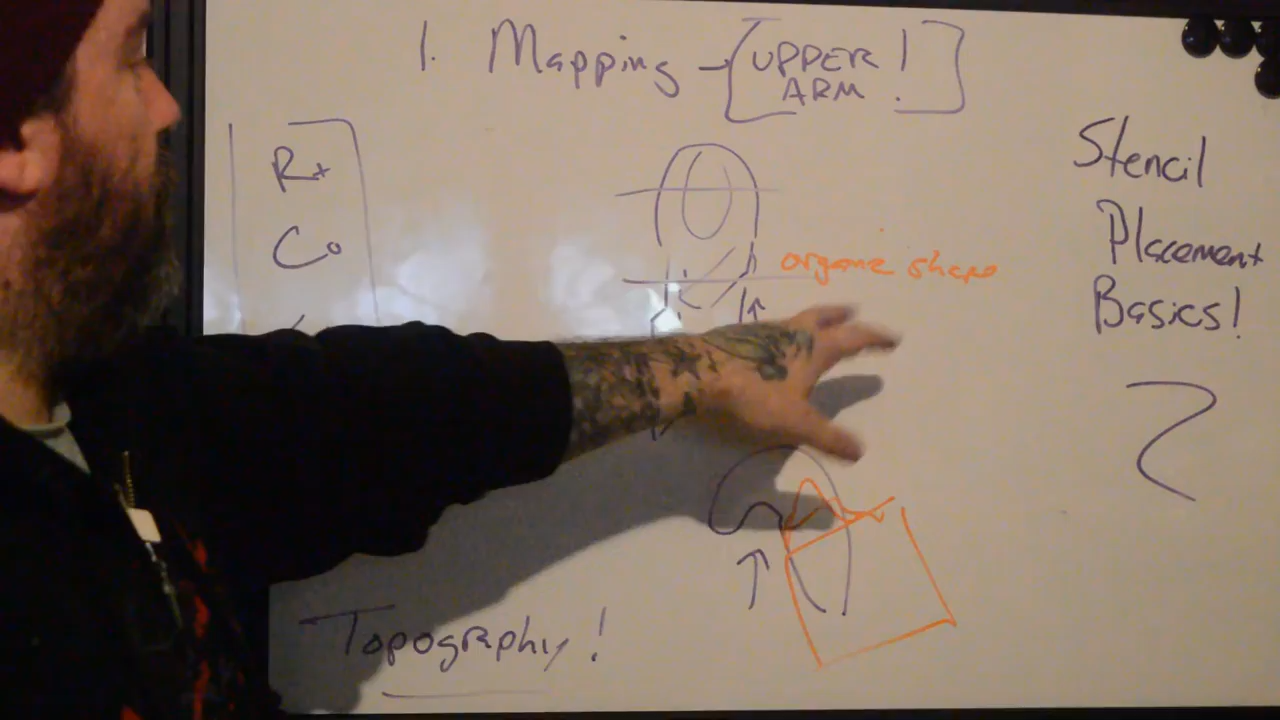 1. Mapping - [UPPER ARM!]
R+
Co
organic shape
Stencil
Placement
Basics!
Topography!